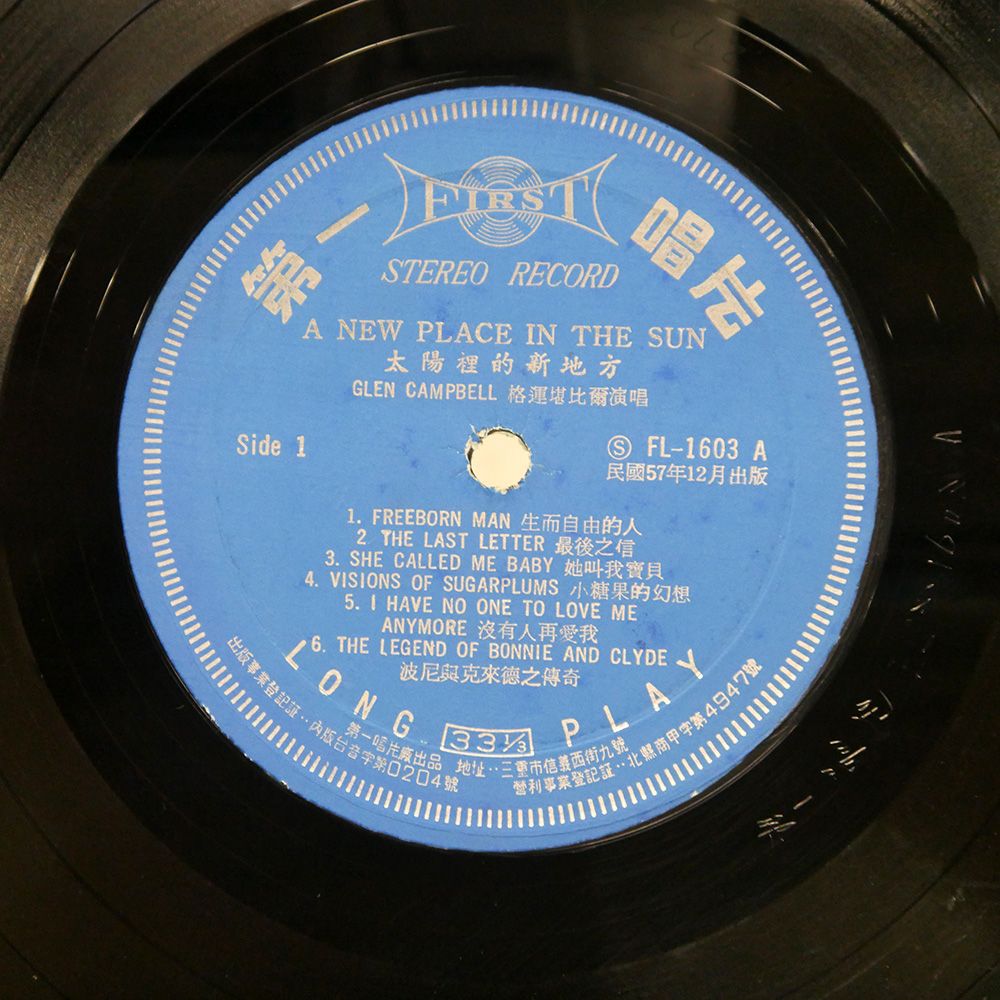 FIRST
第一唱片
STEREO RECORD
A NEW PLACE IN THE SUN
太陽裡的新地方
GLEN CAMPBELL 格運堪比爾演唱
Side 1
Ⓢ FL-1603 A
民國57年12月出版
1. FREEBORN MAN 生而自由的人
2 THE LAST LETTER 最後之信
3. SHE CALLED ME BABY 她叫我寶貝
4. VISIONS OF SUGARPLUMS 小糖果的幻想
5. I HAVE NO ONE TO LOVE ME
ANYMORE 沒有人再愛我
6. THE LEGEND OF BONNIE AND CLYDE
波尼與克來德之傳奇
LONG PLAY
33⅓
出版事業登記証‥內版台音字第0204號
第一唱片廠出品 地址‥三重市信義西街九號
營利事業登記証‥北縣商甲字第4947號